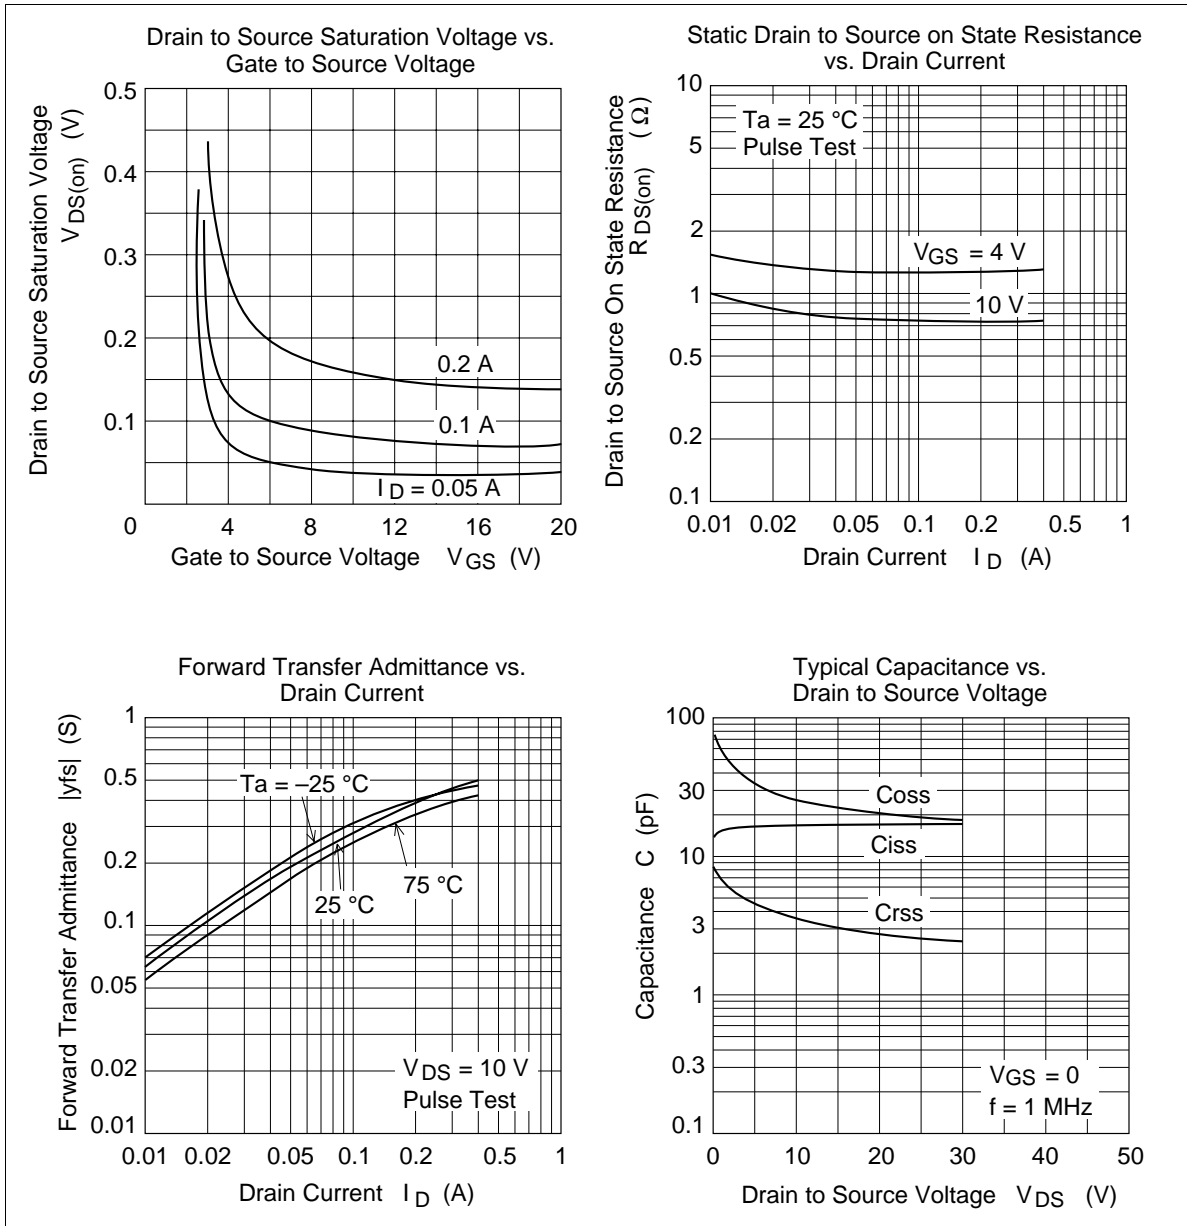 Drain to Source Saturation Voltage vs.
Gate to Source Voltage
Drain to Source Saturation Voltage
V DS(on) (V)
0.5
0.4
0.3
0.2
0.1
0.2 A
0.1 A
I D = 0.05 A
0 4 8 12 16 20
Gate to Source Voltage V GS (V)
Static Drain to Source on State Resistance
vs. Drain Current
Drain to Source On State Resistance
R DS(on) (Ω)
10
5
2
1
0.5
0.2
0.1
Ta = 25 °C
Pulse Test
V GS = 4 V
10 V
0.01 0.02 0.05 0.1 0.2 0.5 1
Drain Current I D (A)
Forward Transfer Admittance vs.
Drain Current
Forward Transfer Admittance |yfs| (S)
1
0.5
0.2
0.1
0.05
0.02
0.01
Ta = –25 °C
75 °C
25 °C
V DS = 10 V
Pulse Test
0.01 0.02 0.05 0.1 0.2 0.5 1
Drain Current I D (A)
Typical Capacitance vs.
Drain to Source Voltage
Capacitance C (pF)
100
30
10
3
1
0.3
0.1
Coss
Ciss
Crss
V GS = 0
f = 1 MHz
0 10 20 30 40 50
Drain to Source Voltage V DS (V)